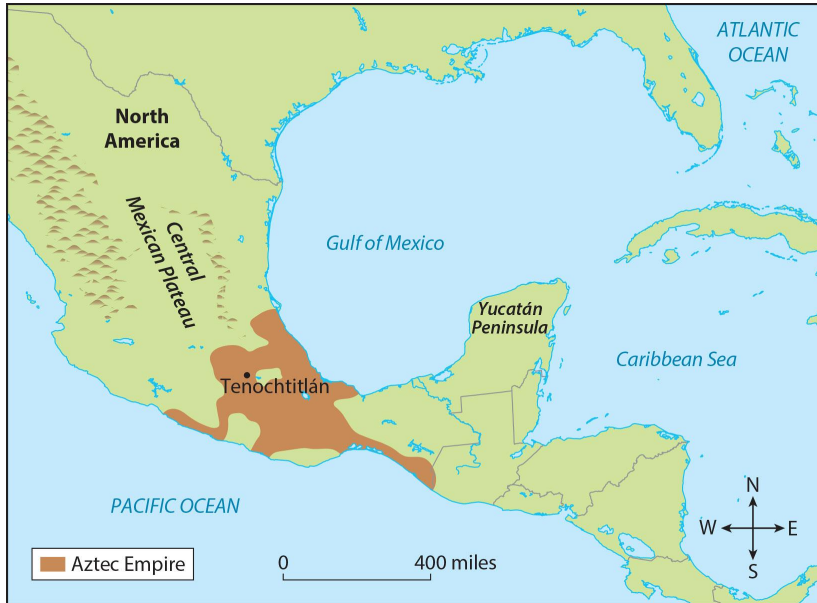 ATLANTIC
OCEAN
North
America
Central
Mexican Plateau
Gulf of Mexico
Yucatán
Peninsula
Caribbean Sea
Tenochtitlán
PACIFIC OCEAN
N
W
E
S
Aztec Empire
0
400 miles